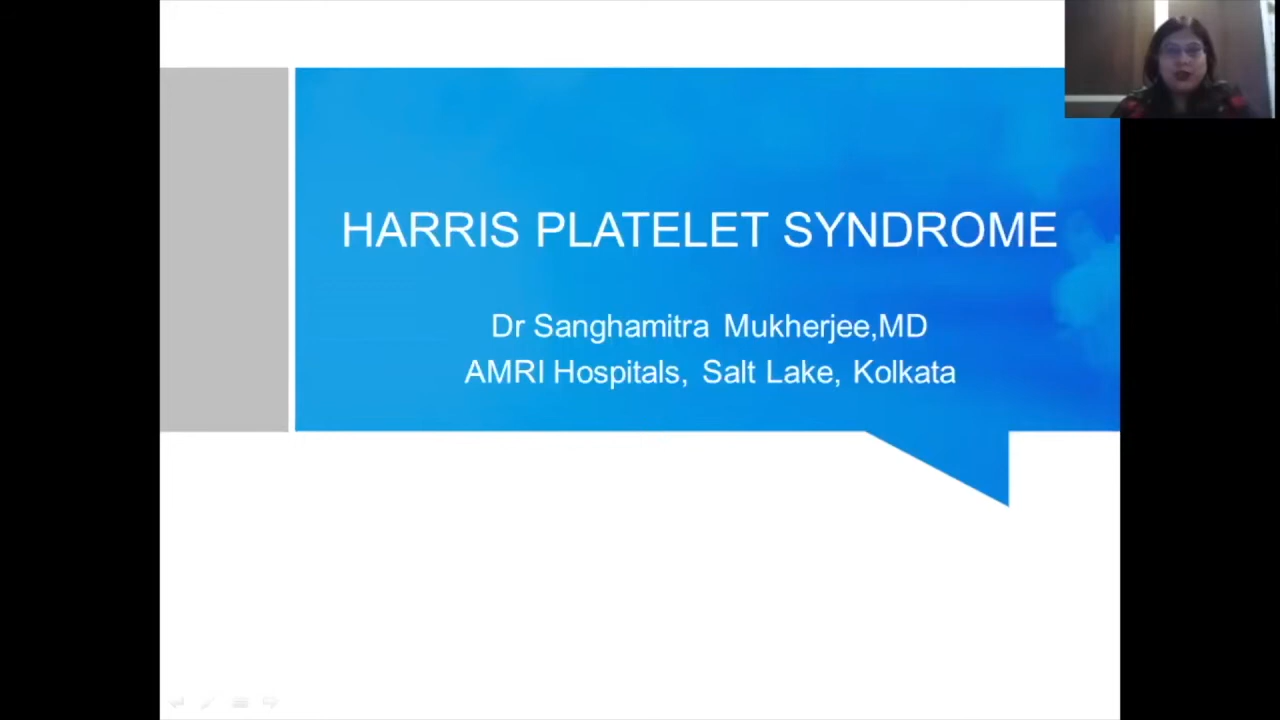 HARRIS PLATELET SYNDROME
Dr Sanghamitra Mukherjee,MD
AMRI Hospitals, Salt Lake, Kolkata